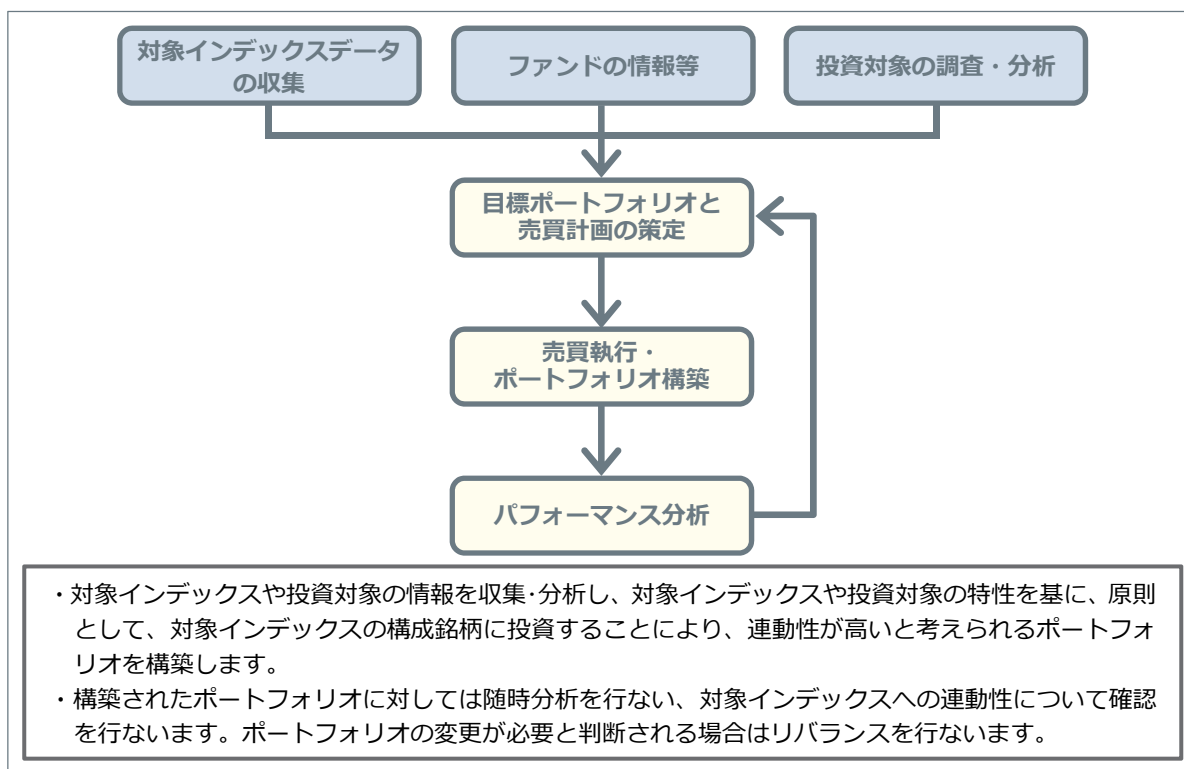 対象インデックスデータ
の収集
ファンドの情報等
投資対象の調査・分析
目標ポートフォリオと
売買計画の策定
売買執行・
ポートフォリオ構築
パフォーマンス分析
・対象インデックスや投資対象の情報を収集･分析し、対象インデックスや投資対象の特性を基に、原則
として、対象インデックスの構成銘柄に投資することにより、連動性が高いと考えられるポートフォ
リオを構築します。
・構築されたポートフォリオに対しては随時分析を行ない、対象インデックスへの連動性について確認
を行ないます。ポートフォリオの変更が必要と判断される場合はリバランスを行ないます。